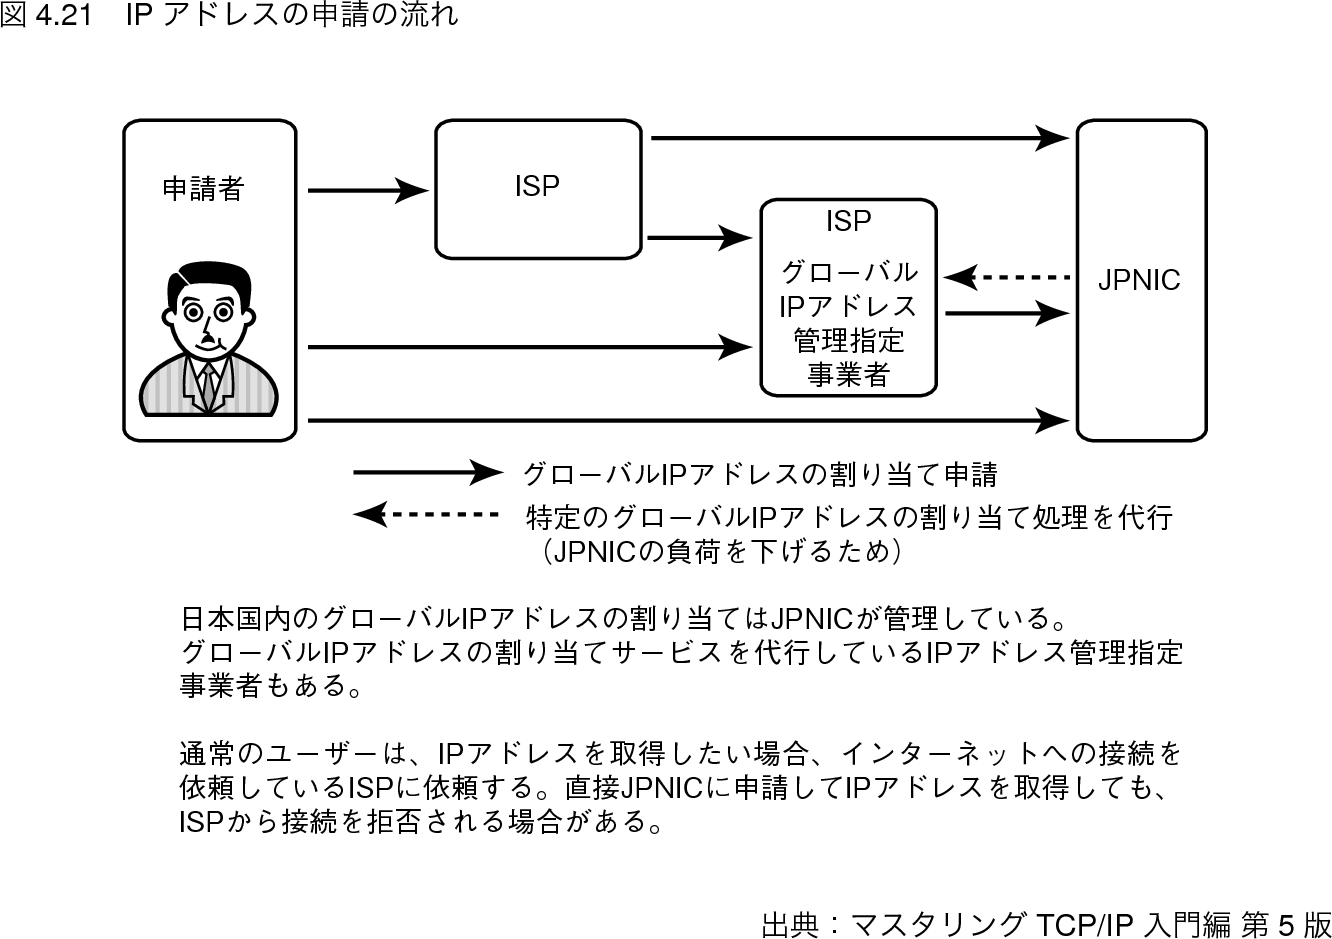 図 4.21　IP アドレスの申請の流れ
申請者
ISP
ISP
グローバル
IPアドレス
管理指定
事業者
JPNIC
グローバルIPアドレスの割り当て申請
特定のグローバルIPアドレスの割り当て処理を代行
（JPNICの負荷を下げるため）
日本国内のグローバルIPアドレスの割り当てはJPNICが管理している。
グローバルIPアドレスの割り当てサービスを代行しているIPアドレス管理指定
事業者もある。
通常のユーザーは、IPアドレスを取得したい場合、インターネットへの接続を
依頼しているISPに依頼する。直接JPNICに申請してIPアドレスを取得しても、
ISPから接続を拒否される場合がある。
出典：マスタリング TCP/IP 入門編 第 5 版